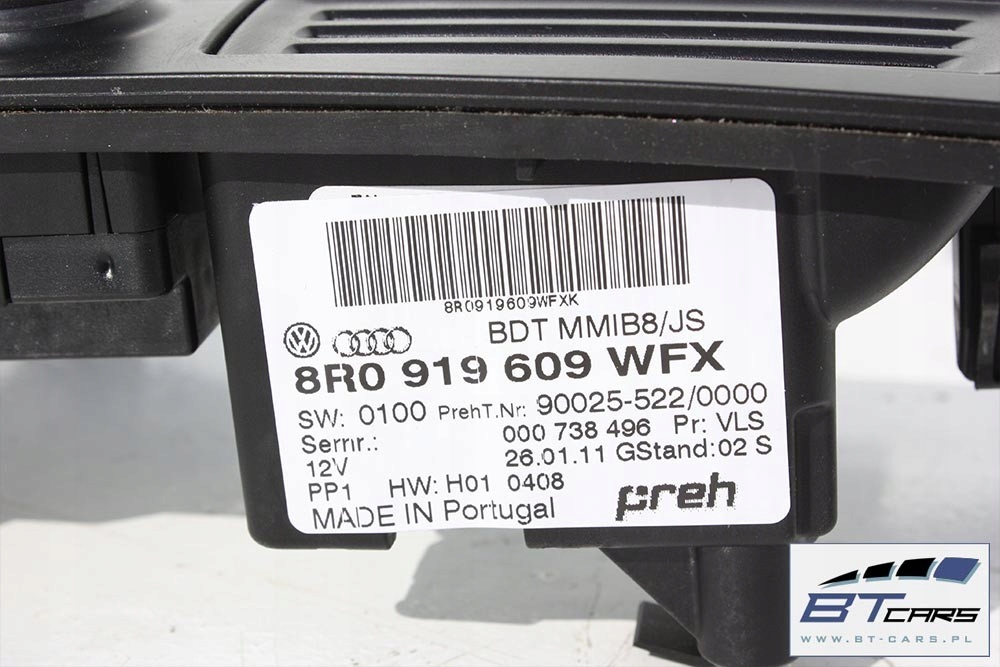 8R0919609WFXK
BDT MMIB8/JS
8R0 919 609 WFX
SW: 0100 PrehT.Nr: 90025-522/0000
Sernr.: 000 738 496 Pr: VLS
12V 26.01.11 GStand: 02 S
PP1 HW: H01 0408
preh
MADE IN Portugal
BT CARS
WWW.BT-CARS.PL